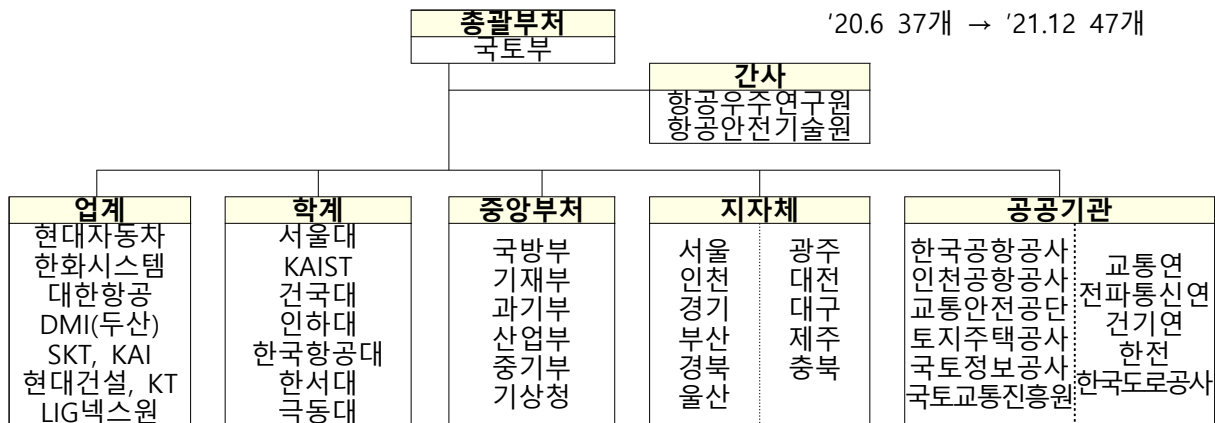 총괄부처
국토부
'20.6 37개 → '21.12 47개
간사
항공우주연구원
항공안전기술원
업계
현대자동차
한화시스템
대한항공
DMI(두산)
SKT, KAI
현대건설, KT
LIG넥스원
학계
서울대
KAIST
건국대
인하대
한국항공대
한서대
극동대
중앙부처
국방부
기재부
과기부
산업부
중기부
기상청
지자체
서울
인천
경기
부산
경북
울산
광주
대전
대구
제주
충북
공공기관
한국공항공사
인천공항공사
교통안전공단
토지주택공사
국토정보공사
국토교통진흥원
교통연
전파통신연
건기연
한전
한국도로공사